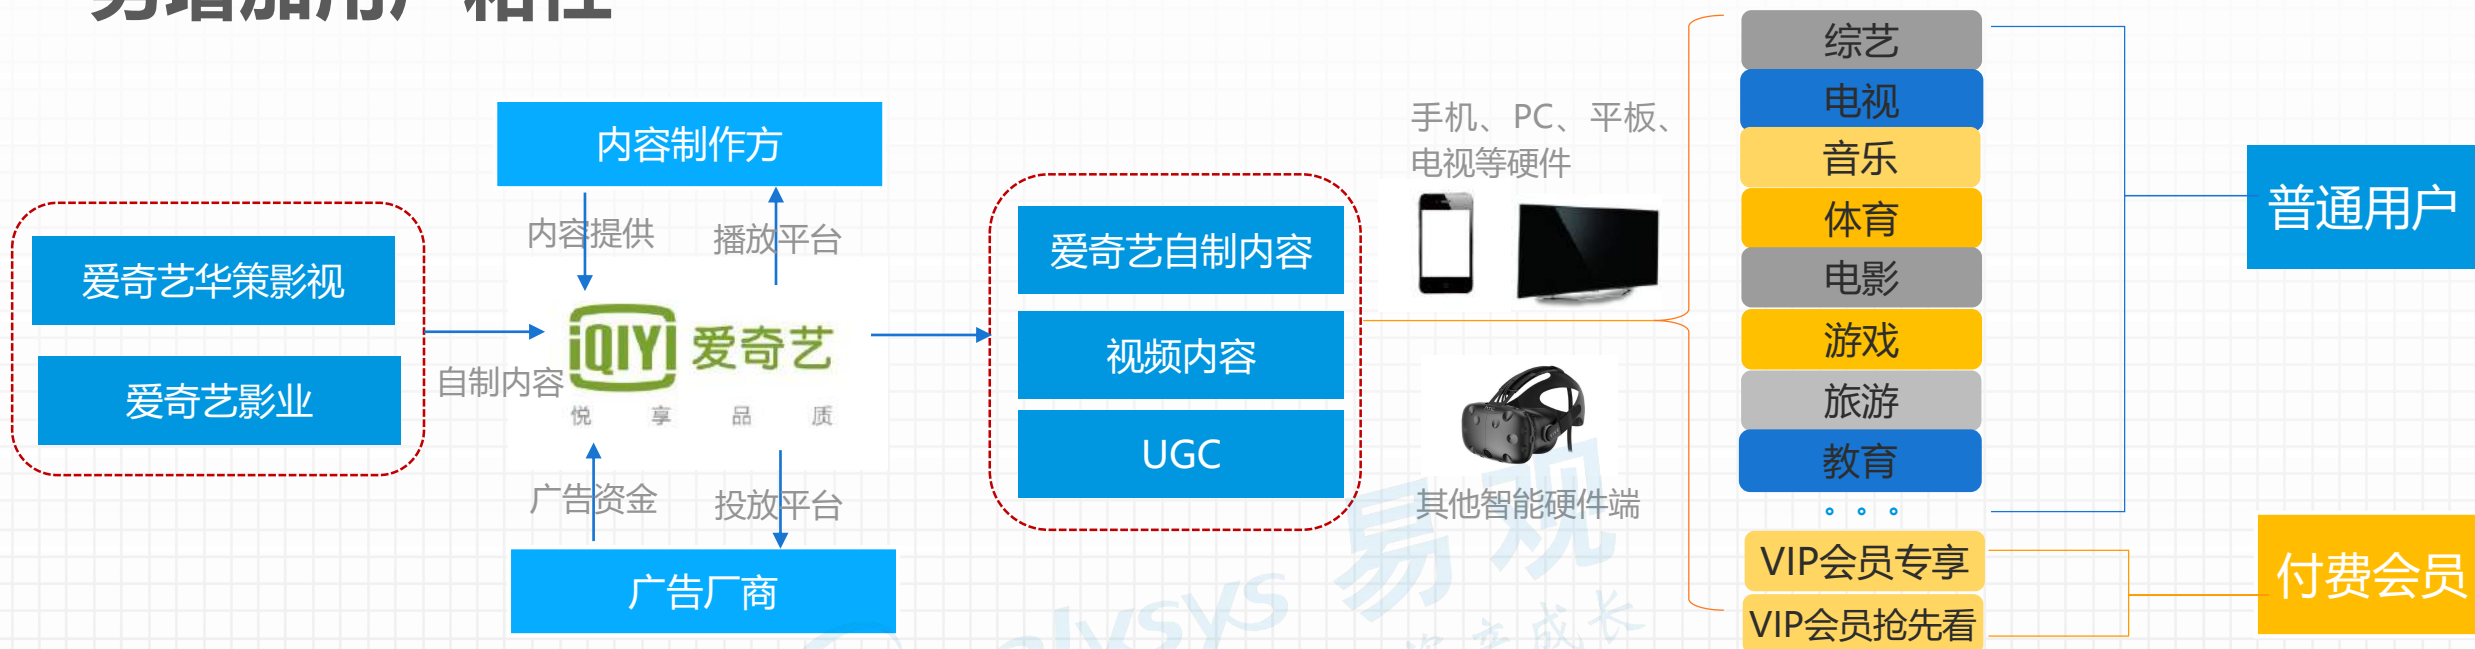 内容制作方
内容提供
播放平台
爱奇艺华策影视
爱奇艺影业
自制内容
iQIYI 爱奇艺
悦享品质
广告资金
投放平台
广告厂商
爱奇艺自制内容
视频内容
UGC
手机、PC、平板、
电视等硬件
其他智能硬件端
综艺
电视
音乐
体育
电影
游戏
旅游
教育
VIP会员专享
VIP会员抢先看
普通用户
付费会员
易观
alysys
成长